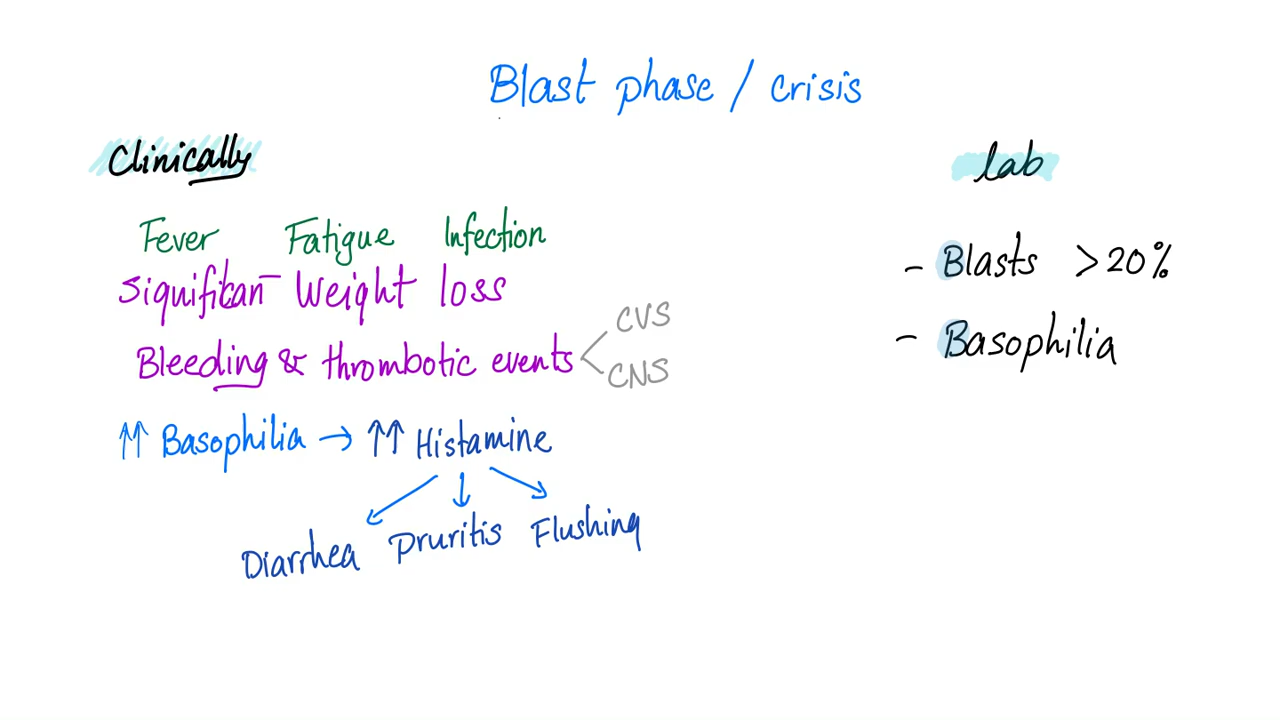 Blast phase / crisis
Clinically
Fever Fatigue Infection
Significan Weight loss
Bleeding & thrombotic events
CVS
CNS
↑↑ Basophilia → ↑↑ Histamine
Diarrhea Pruritis Flushing
lab
- Blasts >20%
- Basophilia